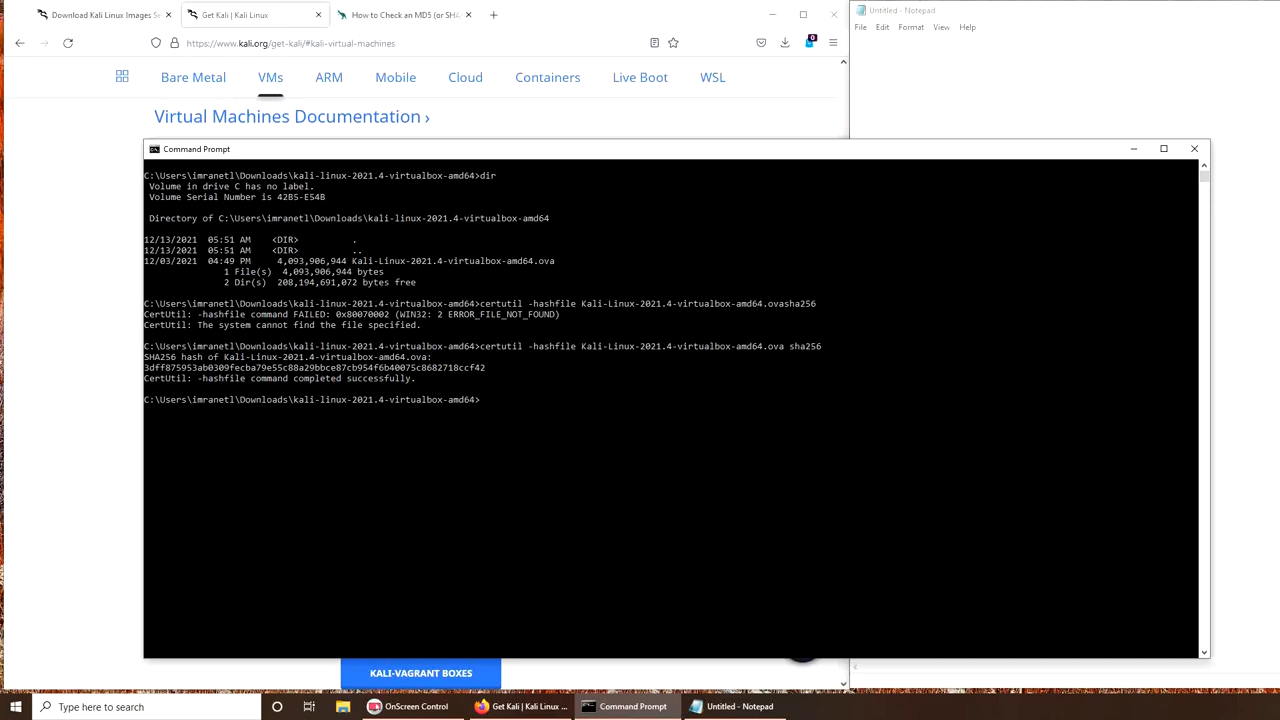 Download Kali Linux Images Se
Get Kali | Kali Linux
How to Check an MD5 (or SHA
Untitled - Notepad
File Edit Format View Help
https://www.kali.org/get-kali/#kali-virtual-machines
0
Bare Metal VMs ARM Mobile Cloud Containers Live Boot WSL
Virtual Machines Documentation ›
Command Prompt
C:\Users\imranetl\Downloads\kali-linux-2021.4-virtualbox-amd64>dir
Volume in drive C has no label.
Volume Serial Number is 42B5-E54B
Directory of C:\Users\imranetl\Downloads\kali-linux-2021.4-virtualbox-amd64
12/13/2021 05:51 AM <DIR> .
12/13/2021 05:51 AM <DIR> ..
12/03/2021 04:49 PM 4,093,906,944 Kali-Linux-2021.4-virtualbox-amd64.ova
1 File(s) 4,093,906,944 bytes
2 Dir(s) 208,194,691,072 bytes free
C:\Users\imranetl\Downloads\kali-linux-2021.4-virtualbox-amd64>certutil -hashfile Kali-Linux-2021.4-virtualbox-amd64.ovasha256
CertUtil: -hashfile command FAILED: 0x80070002 (WIN32: 2 ERROR_FILE_NOT_FOUND)
CertUtil: The system cannot find the file specified.
C:\Users\imranetl\Downloads\kali-linux-2021.4-virtualbox-amd64>certutil -hashfile Kali-Linux-2021.4-virtualbox-amd64.ova sha256
SHA256 hash of Kali-Linux-2021.4-virtualbox-amd64.ova:
3dff875953ab0309fecba79e55c88a29bbce87cb954f6b40075c8682718ccf42
CertUtil: -hashfile command completed successfully.
C:\Users\imranetl\Downloads\kali-linux-2021.4-virtualbox-amd64>
KALI-VAGRANT BOXES
Type here to search
OnScreen Control
Get Kali | Kali Linux ...
Command Prompt
Untitled - Notepad